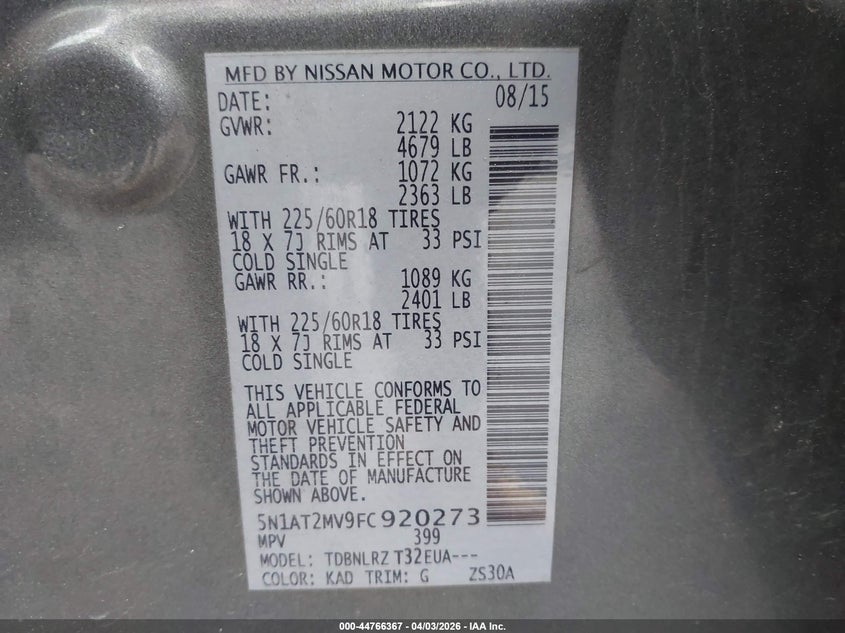 MFD BY NISSAN MOTOR CO., LTD.
DATE: 08/15
GVWR: 2122 KG
4679 LB
GAWR FR.: 1072 KG
2363 LB
WITH 225/60R18 TIRES
18 X 7J RIMS AT 33 PSI
COLD SINGLE
GAWR RR.: 1089 KG
2401 LB
WITH 225/60R18 TIRES
18 X 7J RIMS AT 33 PSI
COLD SINGLE
THIS VEHICLE CONFORMS TO
ALL APPLICABLE FEDERAL
MOTOR VEHICLE SAFETY AND
THEFT PREVENTION
STANDARDS IN EFFECT ON
THE DATE OF MANUFACTURE
SHOWN ABOVE.
5N1AT2MV9FC920273
MPV 399
MODEL: TDBNLRZ T32EUA---
COLOR: KAD TRIM: G ZS30A
000-44766367 - 04/03/2026 - IAA Inc.